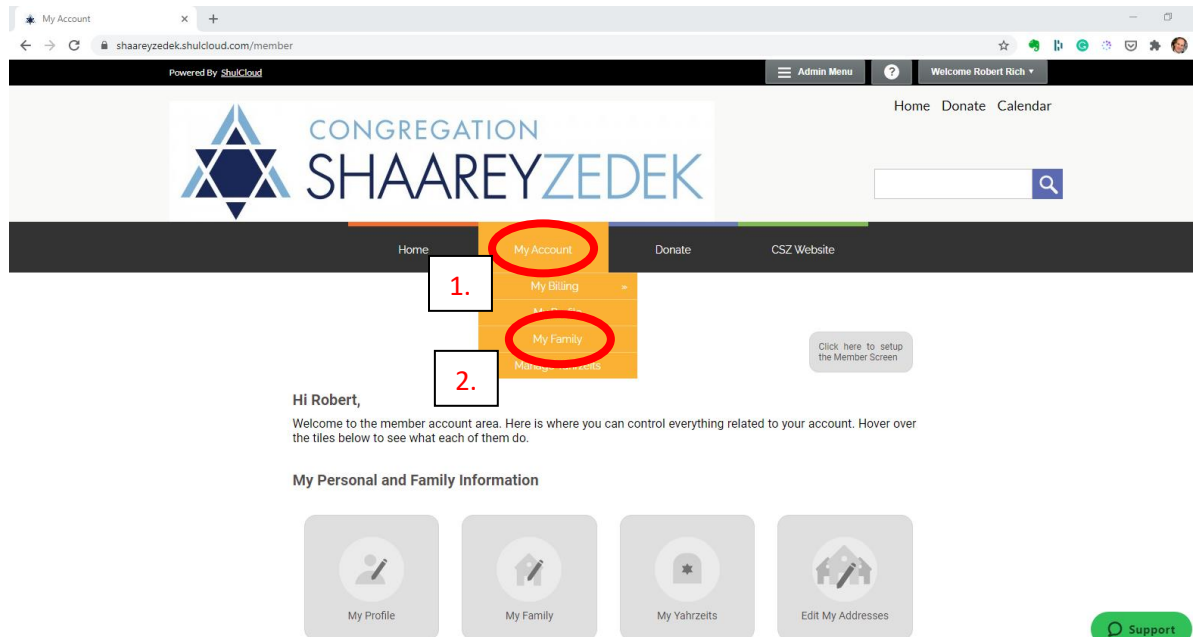 My Account
shaareyzedek.shulcloud.com/member
Powered By ShulCloud
Admin Menu
?
Welcome Robert Rich
Home Donate Calendar
CONGREGATION
SHAAREYZEDEK
Home
My Account
Donate
CSZ Website
1.
My Billing »
My Family
2.
Click here to setup
the Member Screen
Hi Robert,
Welcome to the member account area. Here is where you can control everything related to your account. Hover over
the tiles below to see what each of them do.
My Personal and Family Information
My Profile
My Family
My Yahrzeits
Edit My Addresses
Support